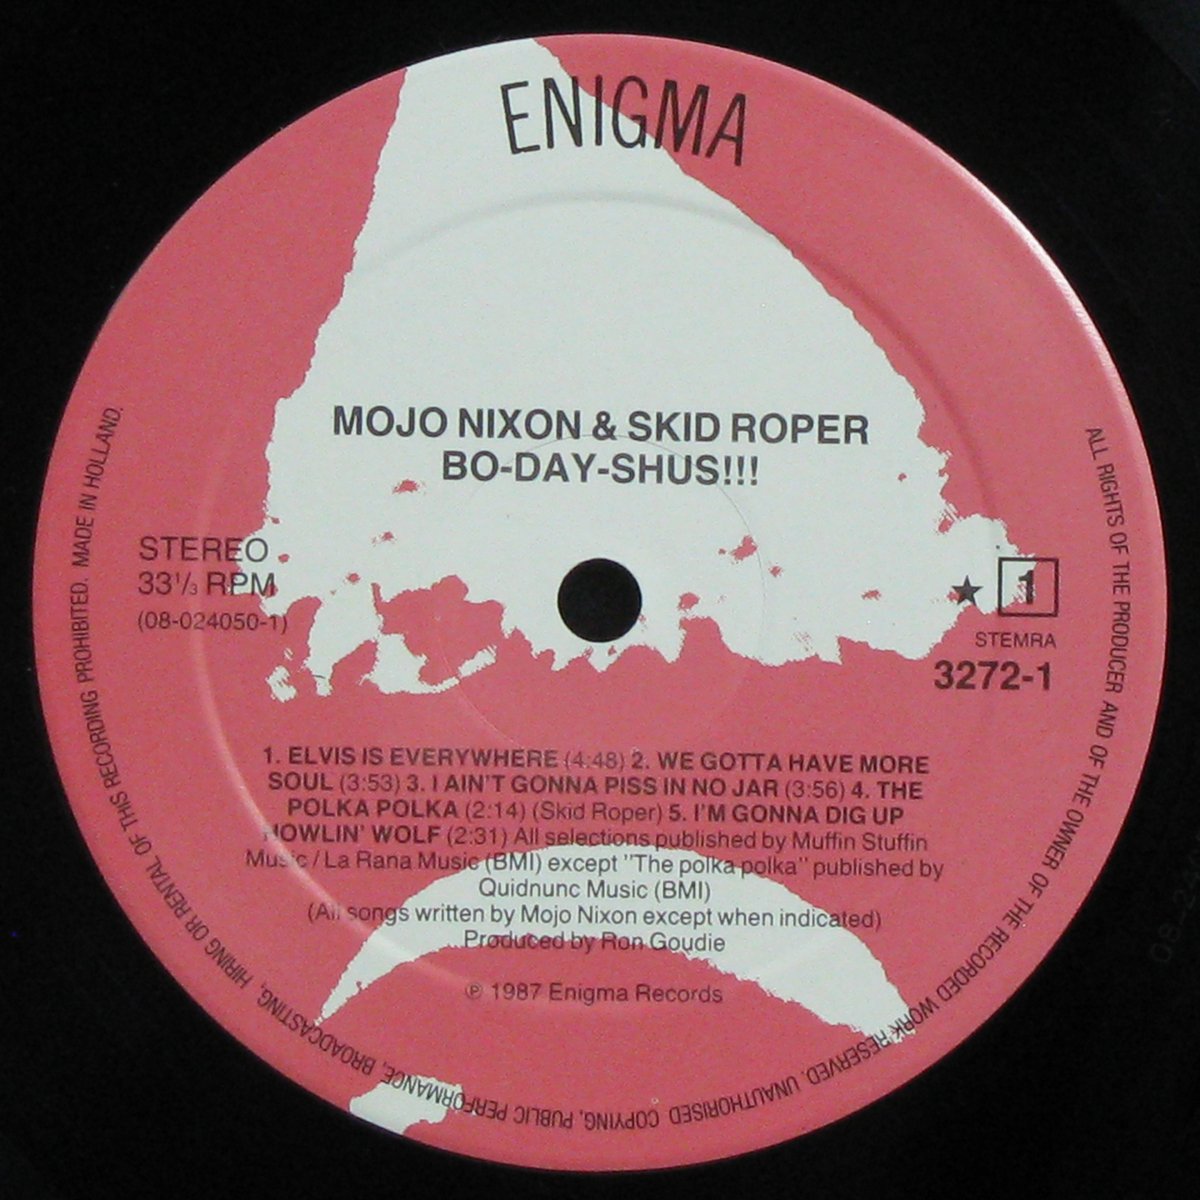 ENIGMA
MOJO NIXON & SKID ROPER
BO-DAY-SHUS!!!
STEREO
33⅓ RPM
(08-024050-1)
★ 1
STEMRA
3272-1
1. ELVIS IS EVERYWHERE (4:48) 2. WE GOTTA HAVE MORE
SOUL (3:53) 3. I AIN'T GONNA PISS IN NO JAR (3:56) 4. THE
POLKA POLKA (2:14) (Skid Roper) 5. I'M GONNA DIG UP
HOWLIN' WOLF (2:31) All selections published by Muffin Stuffin
Music / La Rana Music (BMI) except "The polka polka" published by
Quidnunc Music (BMI)
(All songs written by Mojo Nixon except when indicated)
Produced by Ron Goudie
℗ 1987 Enigma Records
ALL RIGHTS OF THE PRODUCER AND OF THE OWNER OF THE RECORDED WORK RESERVED. UNAUTHORISED COPYING, PUBLIC PERFORMANCE, BROADCASTING, HIRING OR RENTAL OF THIS RECORDING PROHIBITED. MADE IN HOLLAND.